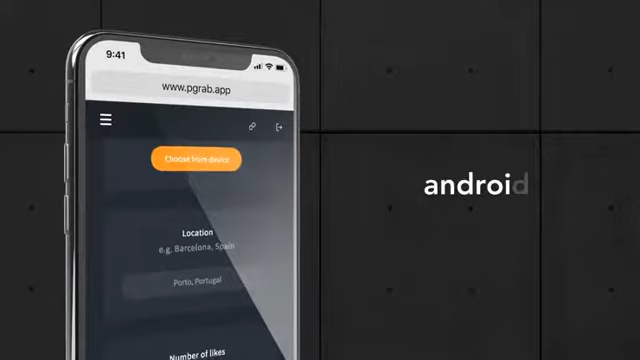 9:41
www.pgrab.app
Choose from device
Location
e.g. Barcelona, Spain
Porto, Portugal
Number of likes
android